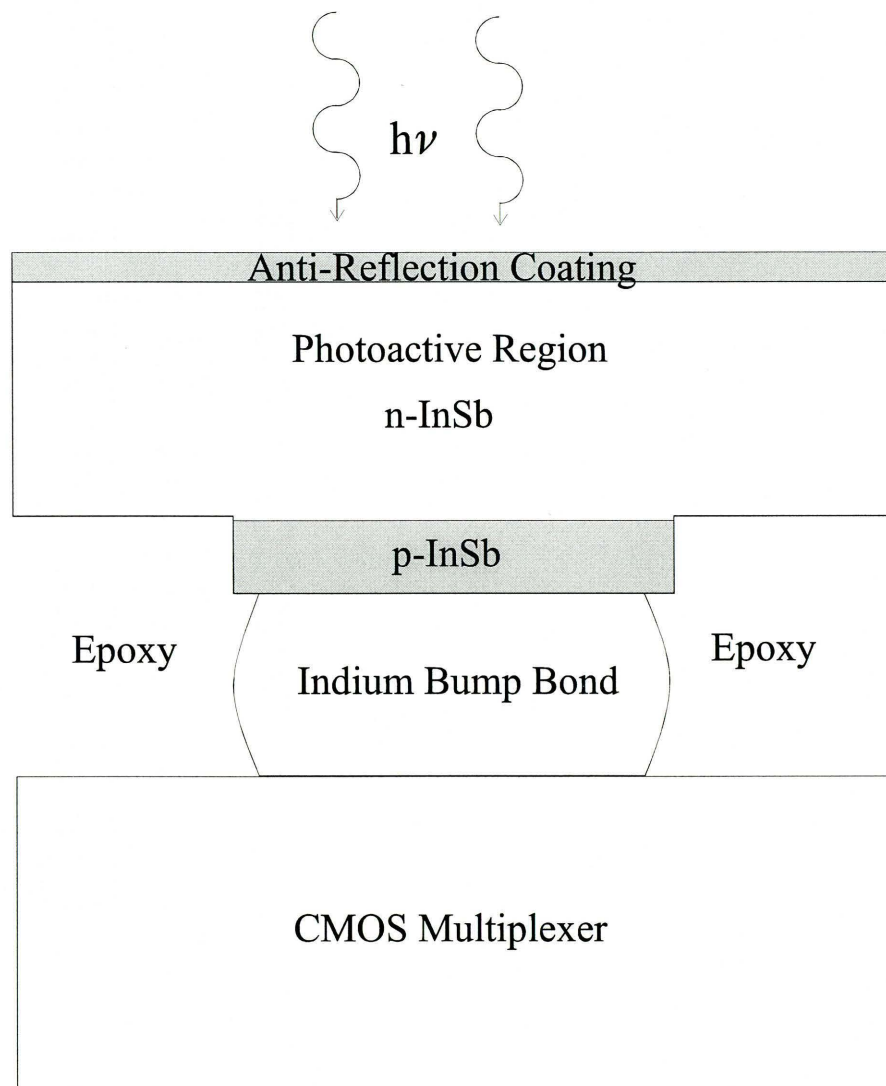 hν
Anti-Reflection Coating
Photoactive Region
n-InSb
p-InSb
Epoxy
Epoxy
Indium Bump Bond
CMOS Multiplexer